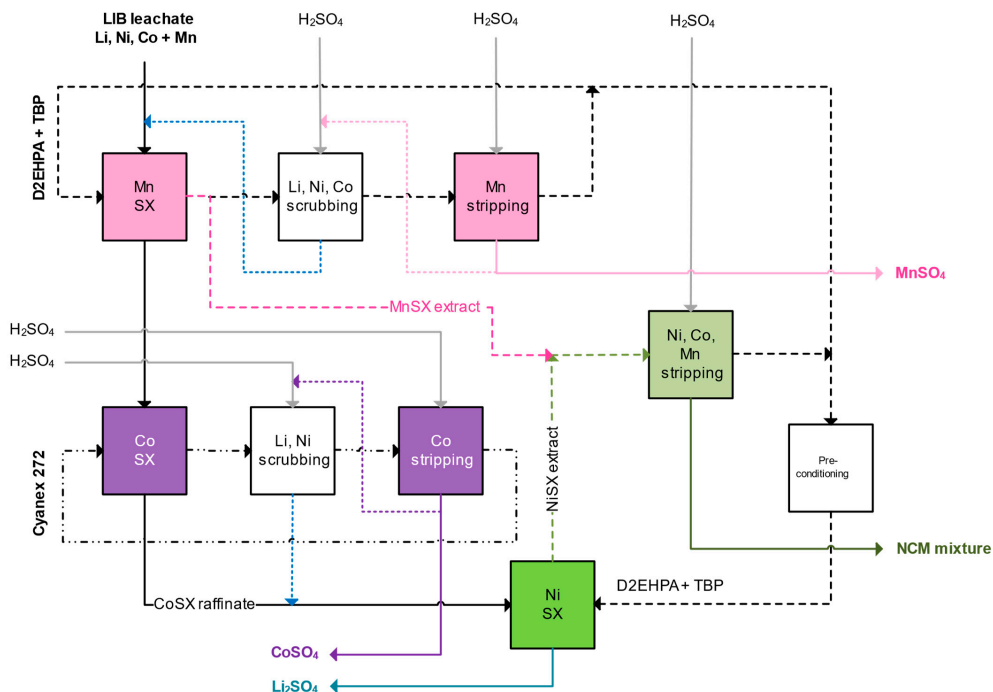 LIB leachate
Li, Ni, Co + Mn
H₂SO₄
H₂SO₄
H₂SO₄
D2EHPA + TBP
Mn
SX
Li, Ni, Co
scrubbing
Mn
stripping
MnSO₄
MnSX extract
H₂SO₄
H₂SO₄
Ni, Co,
Mn
stripping
Co
SX
Li, Ni
scrubbing
Co
stripping
Cyanex 272
NiSX extract
Pre-
conditioning
NCM mixture
D2EHPA + TBP
CoSX raffinate
Ni
SX
CoSO₄
Li₂SO₄